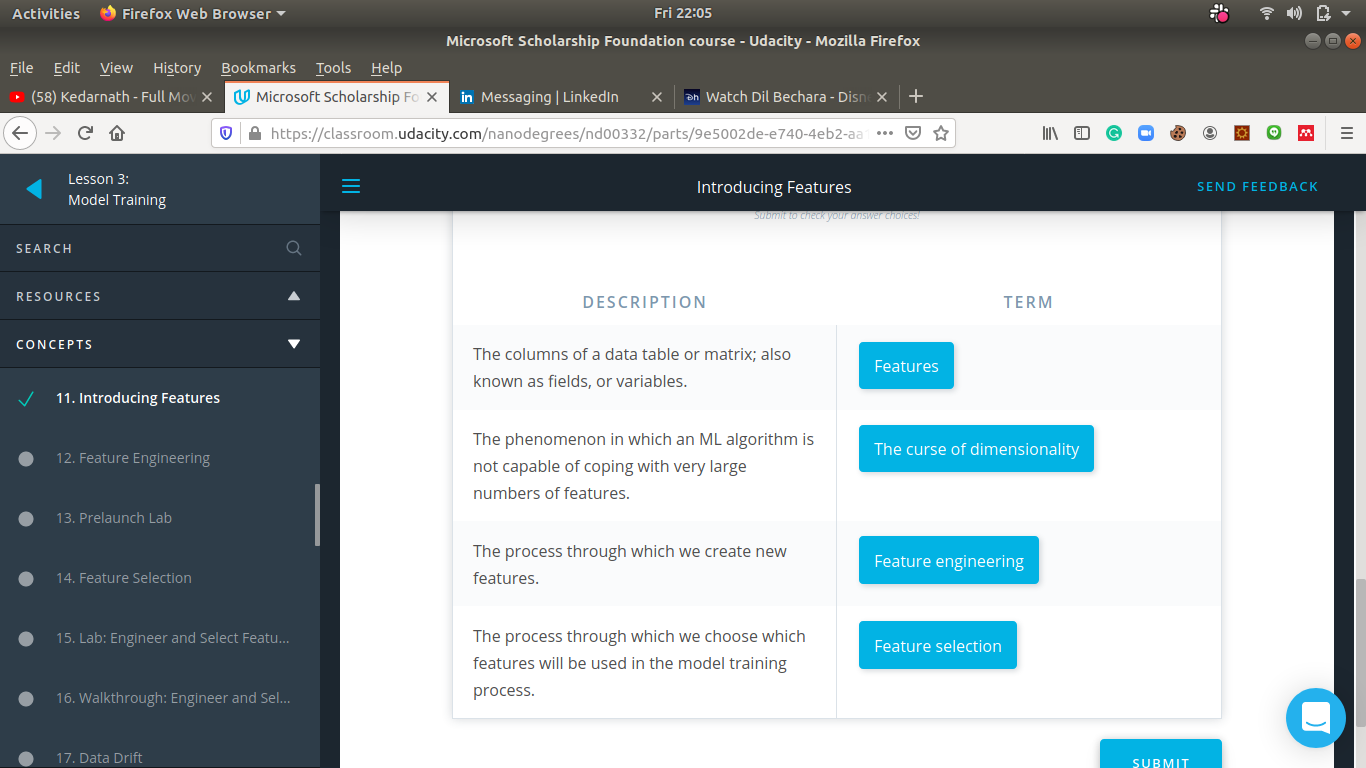 Activities Firefox Web Browser Fri 22:05
Microsoft Scholarship Foundation course - Udacity - Mozilla Firefox
File Edit View History Bookmarks Tools Help
(58) Kedarnath - Full Mov Microsoft Scholarship Fo Messaging | LinkedIn Watch Dil Bechara - Disn
https://classroom.udacity.com/nanodegrees/nd00332/parts/9e5002de-e740-4eb2-aa
Lesson 3:
Model Training
Introducing Features
SEND FEEDBACK
SEARCH
RESOURCES
CONCEPTS
11. Introducing Features
12. Feature Engineering
13. Prelaunch Lab
14. Feature Selection
15. Lab: Engineer and Select Featu...
16. Walkthrough: Engineer and Sel...
17. Data Drift
Submit to check your answer choices!
DESCRIPTION TERM
The columns of a data table or matrix; also
known as fields, or variables.
Features
The phenomenon in which an ML algorithm is
not capable of coping with very large
numbers of features.
The curse of dimensionality
The process through which we create new
features.
Feature engineering
The process through which we choose which
features will be used in the model training
process.
Feature selection
SUBMIT